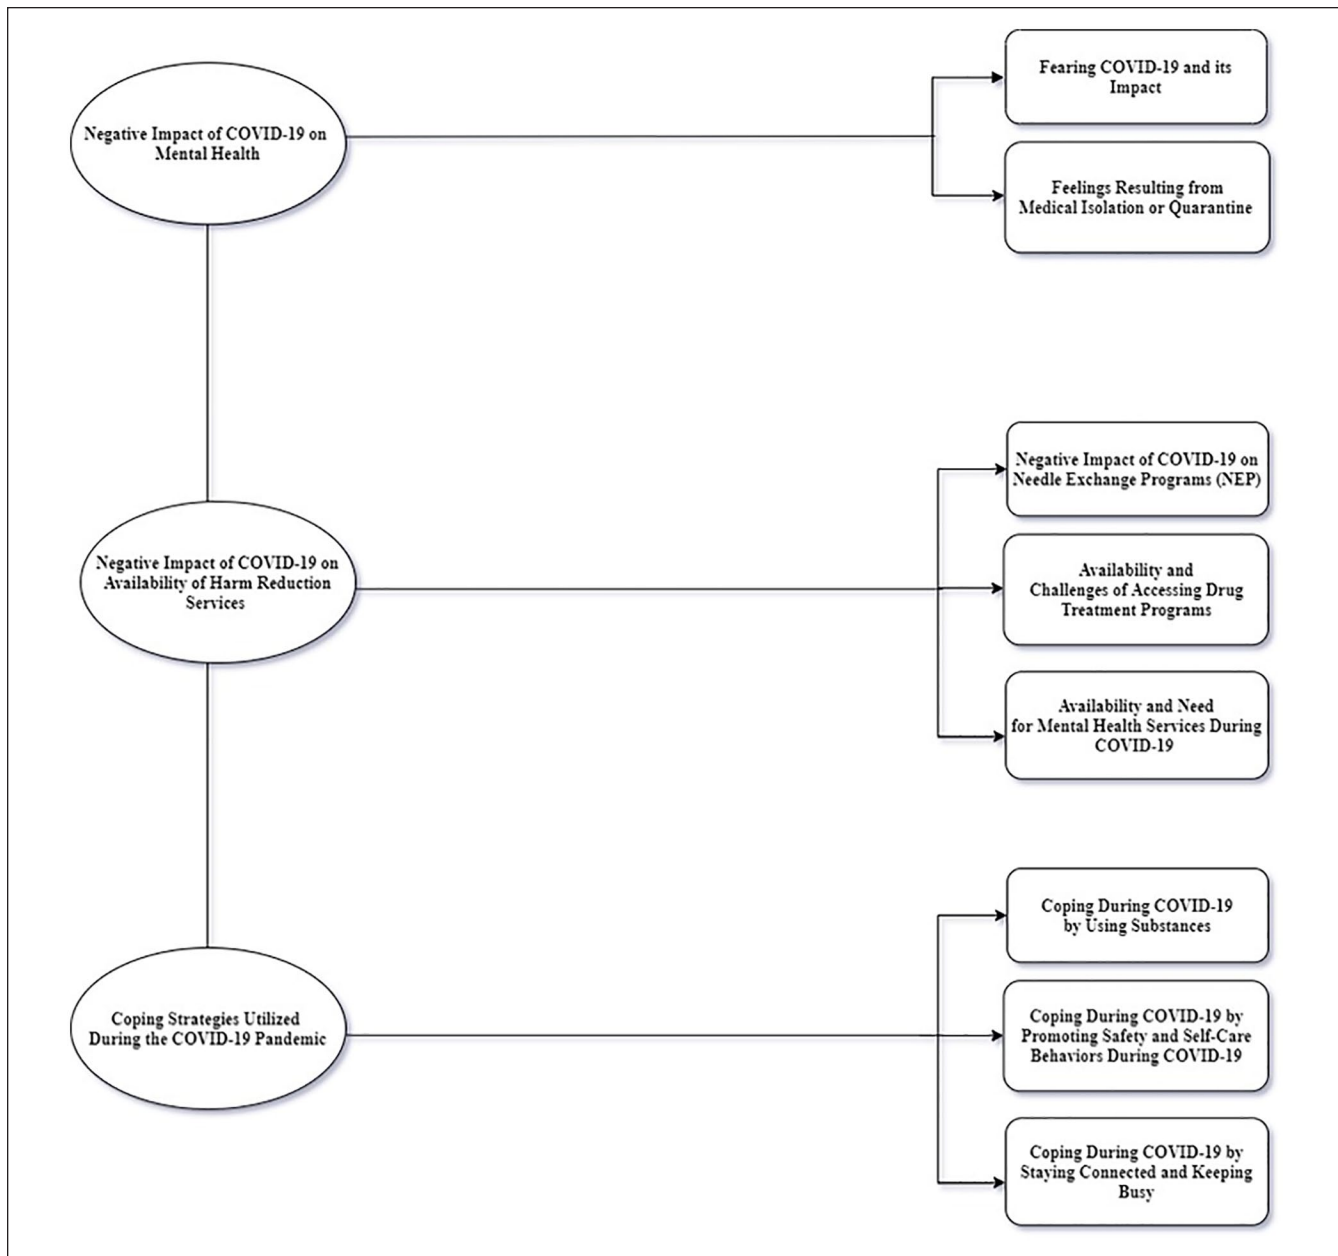 Negative Impact of COVID-19 on
Mental Health
Fearing COVID-19 and its
Impact
Feelings Resulting from
Medical Isolation or Quarantine
Negative Impact of COVID-19 on
Availability of Harm Reduction
Services
Negative Impact of COVID-19 on
Needle Exchange Programs (NEP)
Availability and
Challenges of Accessing Drug
Treatment Programs
Availability and Need
for Mental Health Services During
COVID-19
Coping Strategies Utilized
During the COVID-19 Pandemic
Coping During COVID-19
by Using Substances
Coping During COVID-19 by
Promoting Safety and Self-Care
Behaviors During COVID-19
Coping During COVID-19 by
Staying Connected and Keeping
Busy